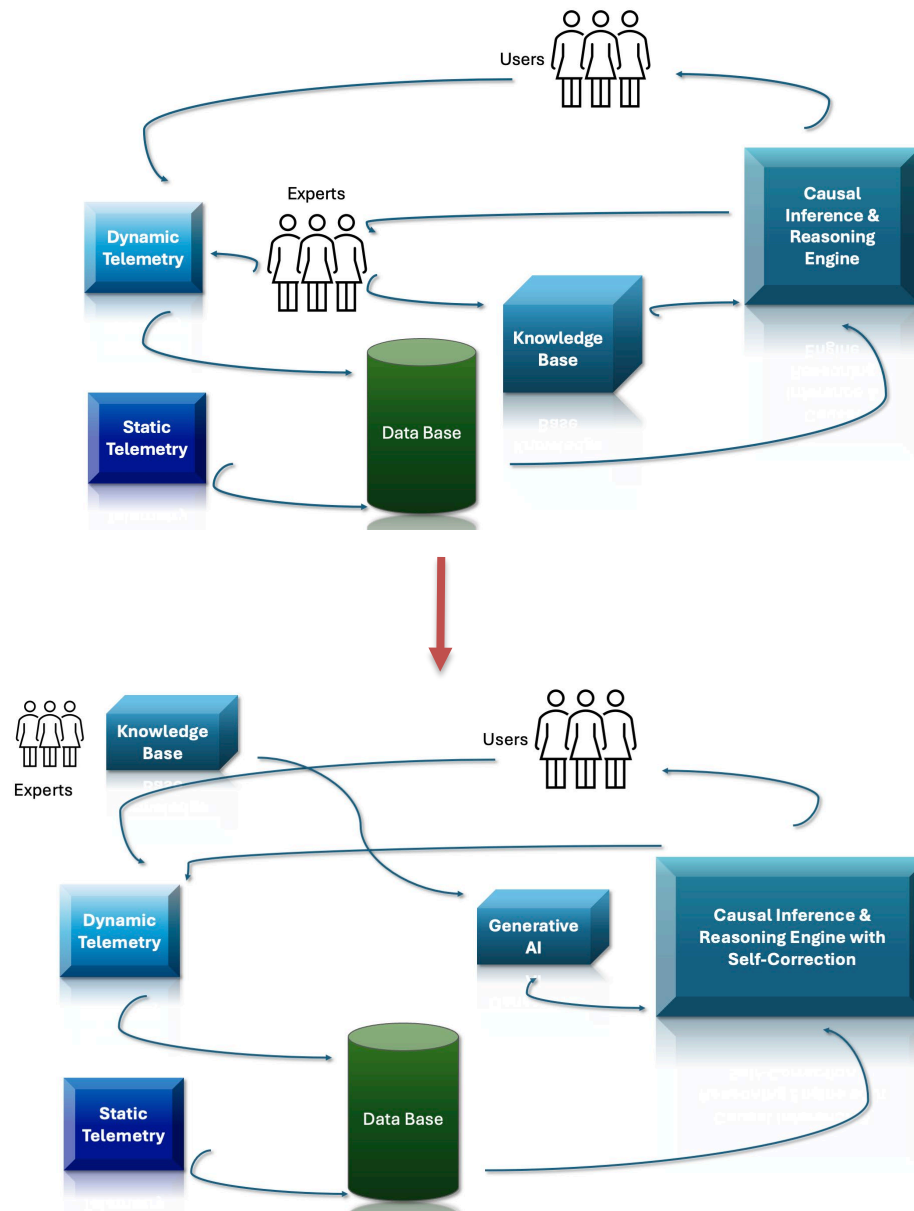 Users
Experts
Causal
Inference &
Reasoning
Engine
Dynamic
Telemetry
Knowledge
Base
Static
Telemetry
Data Base
Knowledge
Base
Users
Experts
Dynamic
Telemetry
Generative
AI
Causal Inference &
Reasoning Engine with
Self-Correction
Static
Telemetry
Data Base